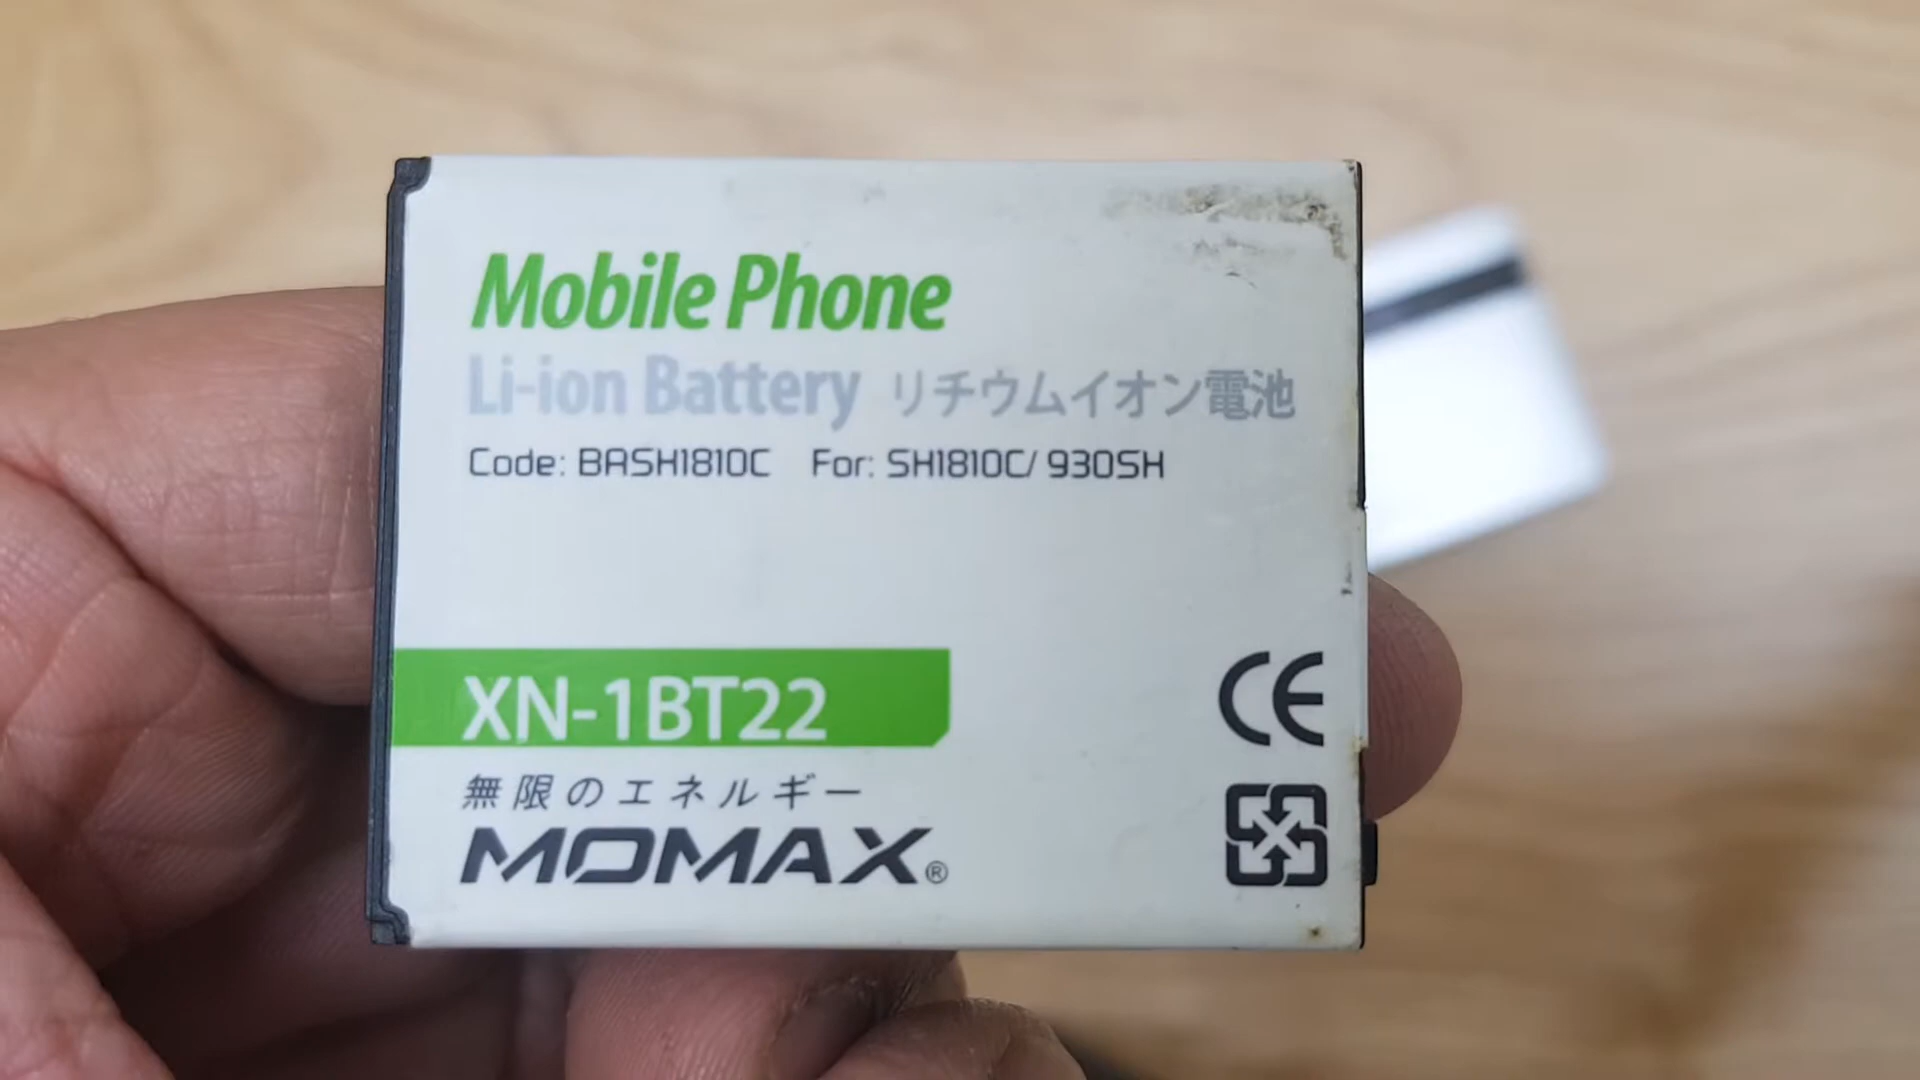 Mobile Phone
Li-ion Battery リチウムイオン電池
Code: BASH1810C For: SH1810C/ 930SH
XN-1BT22
無限のエネルギー
MOMAX®
CE